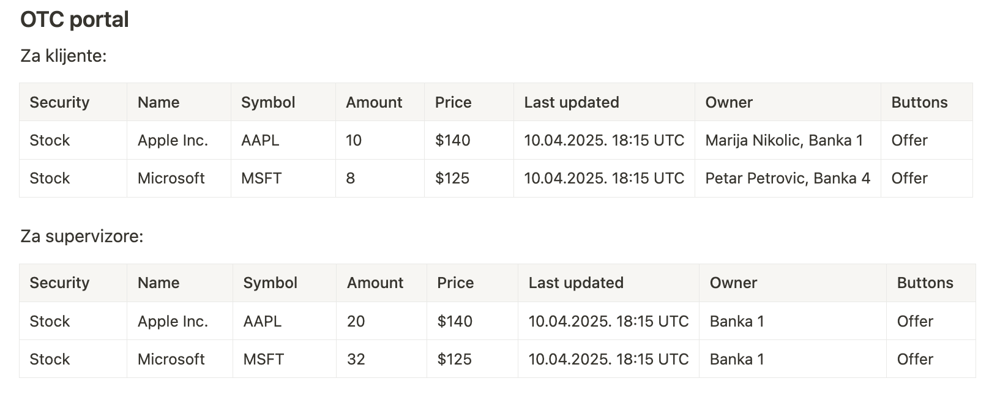 OTC portal
Za klijente:
Security Name Symbol Amount Price Last updated Owner Buttons
Stock Apple Inc. AAPL 10 $140 10.04.2025. 18:15 UTC Marija Nikolic, Banka 1 Offer
Stock Microsoft MSFT 8 $125 10.04.2025. 18:15 UTC Petar Petrovic, Banka 4 Offer
Za supervizore:
Security Name Symbol Amount Price Last updated Owner Buttons
Stock Apple Inc. AAPL 20 $140 10.04.2025. 18:15 UTC Banka 1 Offer
Stock Microsoft MSFT 32 $125 10.04.2025. 18:15 UTC Banka 1 Offer